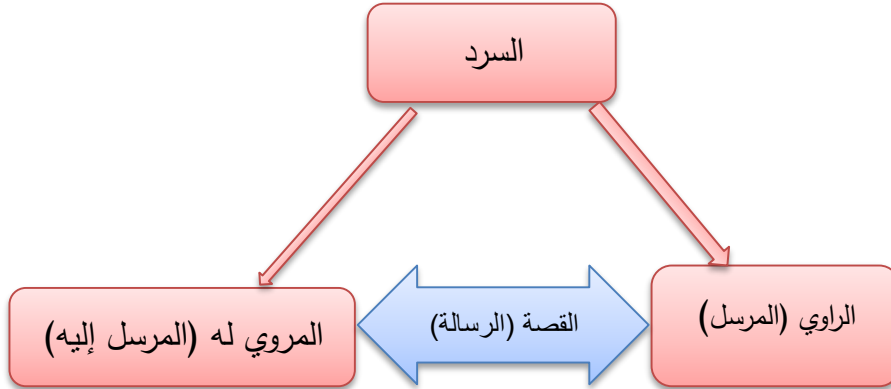 السرد
الراوي (المرسل)
القصة (الرسالة)
المروي له (المرسل إليه)